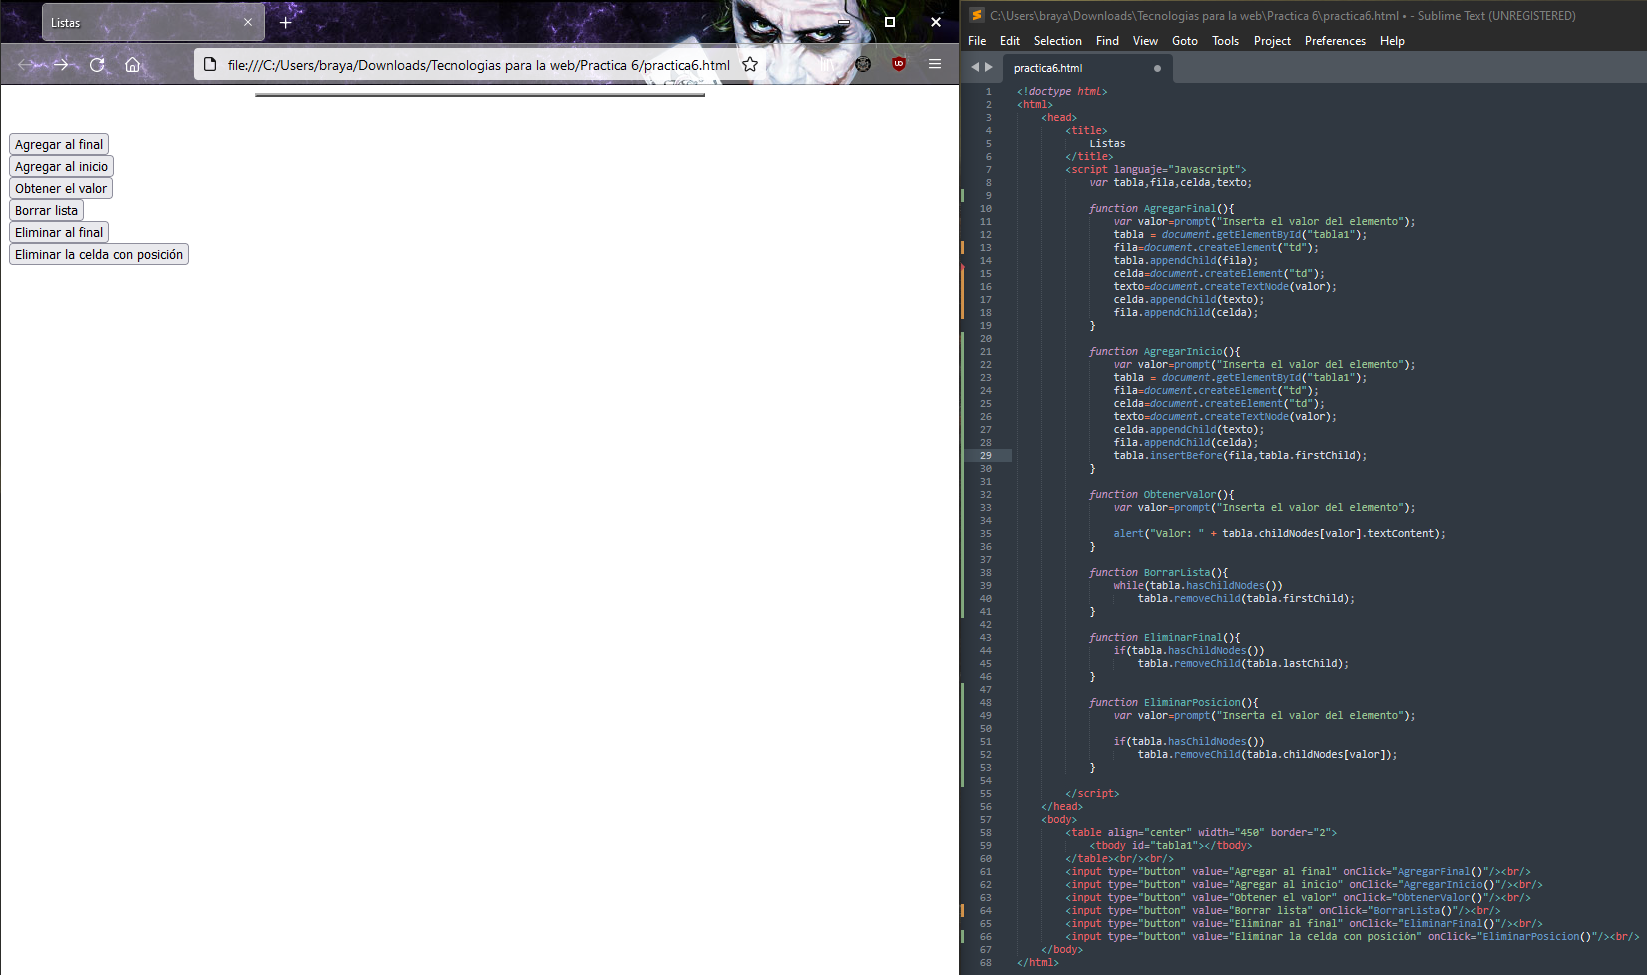 Listas
file:///C:/Users/braya/Downloads/Tecnologias para la web/Practica 6/practica6.html
Agregar al final
Agregar al inicio
Obtener el valor
Borrar lista
Eliminar al final
Eliminar la celda con posición
C:\Users\braya\Downloads\Tecnologias para la web\Practica 6\practica6.html • - Sublime Text (UNREGISTERED)
File Edit Selection Find View Goto Tools Project Preferences Help
practica6.html
1 <!doctype html>
2 <html>
3 <head>
4 <title>
5 Listas
6 </title>
7 <script languaje="Javascript">
8 var tabla,fila,celda,texto;
9
10 function AgregarFinal(){
11 var valor=prompt("Inserta el valor del elemento");
12 tabla = document.getElementById("tabla1");
13 fila=document.createElement("td");
14 tabla.appendChild(fila);
15 celda=document.createElement("td");
16 texto=document.createTextNode(valor);
17 celda.appendChild(texto);
18 fila.appendChild(celda);
19 }
20
21 function AgregarInicio(){
22 var valor=prompt("Inserta el valor del elemento");
23 tabla = document.getElementById("tabla1");
24 fila=document.createElement("td");
25 celda=document.createElement("td");
26 texto=document.createTextNode(valor);
27 celda.appendChild(texto);
28 fila.appendChild(celda);
29 tabla.insertBefore(fila,tabla.firstChild);
30 }
31
32 function ObtenerValor(){
33 var valor=prompt("Inserta el valor del elemento");
34
35 alert("Valor: " + tabla.childNodes[valor].textContent);
36 }
37
38 function BorrarLista(){
39 while(tabla.hasChildNodes())
40 tabla.removeChild(tabla.firstChild);
41 }
42
43 function EliminarFinal(){
44 if(tabla.hasChildNodes())
45 tabla.removeChild(tabla.lastChild);
46 }
47
48 function EliminarPosicion(){
49 var valor=prompt("Inserta el valor del elemento");
50
51 if(tabla.hasChildNodes())
52 tabla.removeChild(tabla.childNodes[valor]);
53 }
54
55 </script>
56 </head>
57 <body>
58 <table align="center" width="450" border="2">
59 <tbody id="tabla1"></tbody>
60 </table><br/><br/>
61 <input type="button" value="Agregar al final" onClick="AgregarFinal()"/><br/>
62 <input type="button" value="Agregar al inicio" onClick="AgregarInicio()"/><br/>
63 <input type="button" value="Obtener el valor" onClick="ObtenerValor()"/><br/>
64 <input type="button" value="Borrar lista" onClick="BorrarLista()"/><br/>
65 <input type="button" value="Eliminar al final" onClick="EliminarFinal()"/><br/>
66 <input type="button" value="Eliminar la celda con posición" onClick="EliminarPosicion()"/><br/>
67 </body>
68 </html>